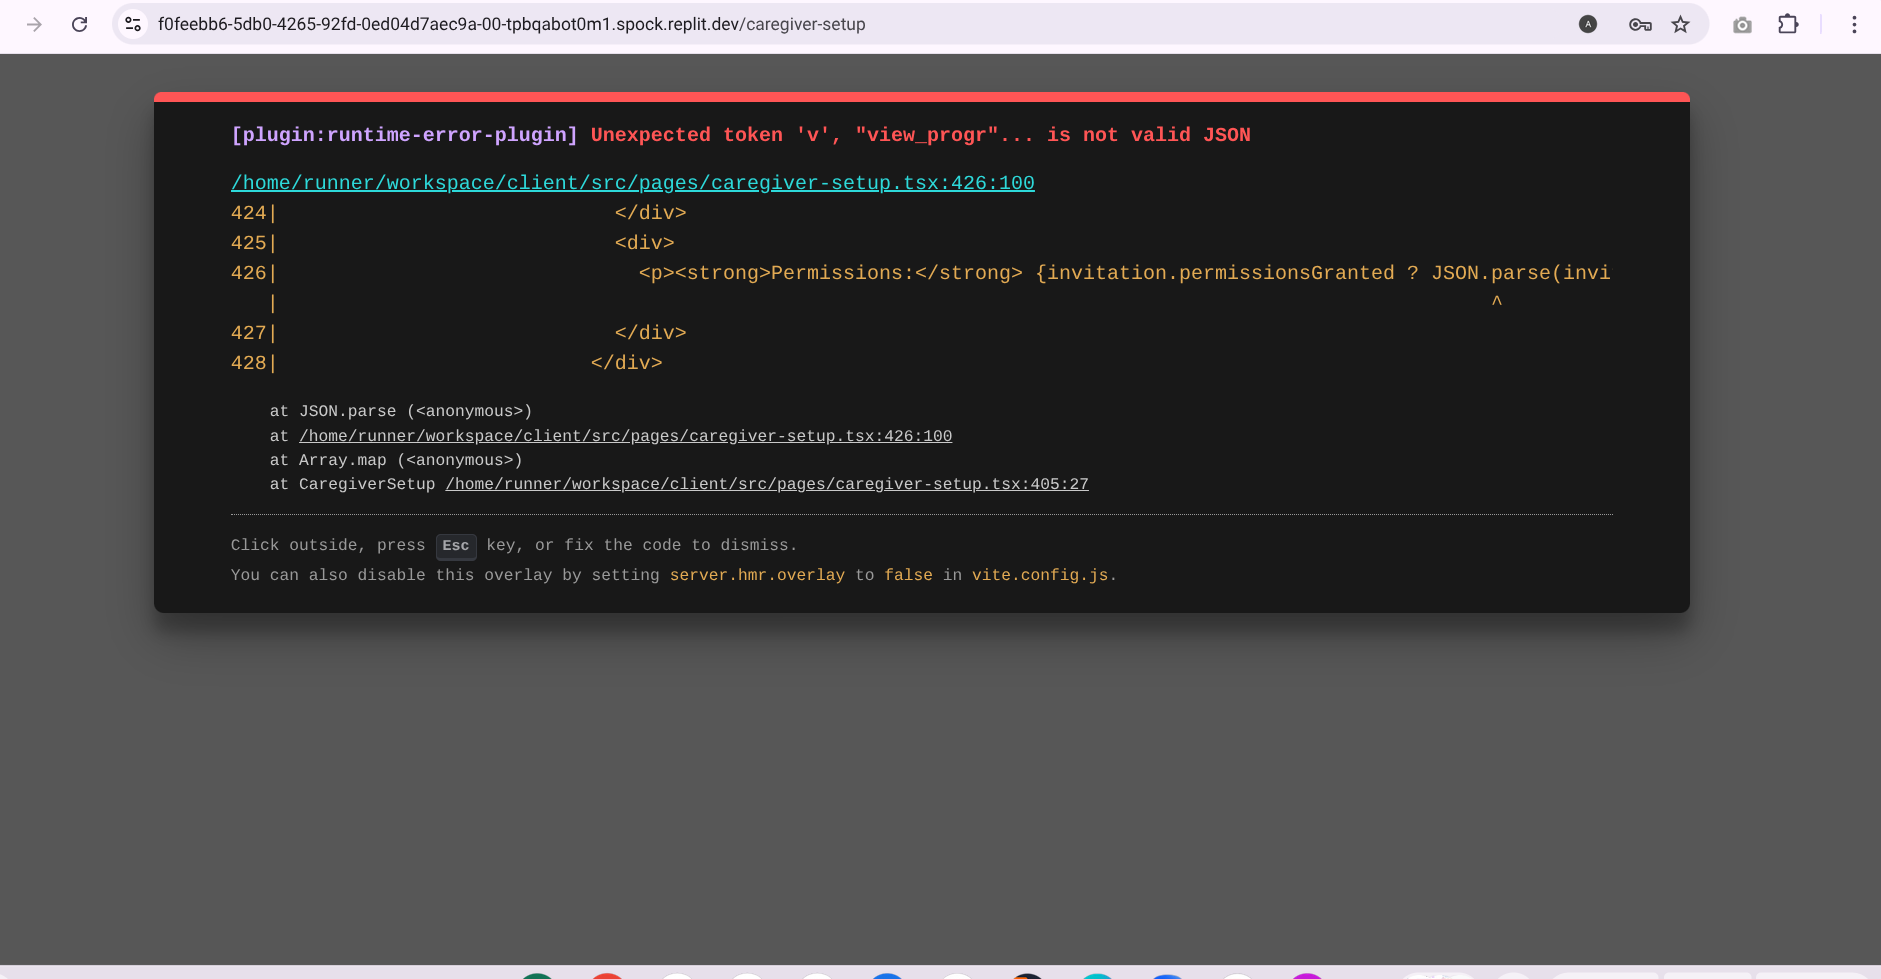 f0feebb6-5db0-4265-92fd-0ed04d7aec9a-00-tpbqabot0m1.spock.replit.dev/caregiver-setup
A
[plugin:runtime-error-plugin] Unexpected token 'v', "view_progr"... is not valid JSON
/home/runner/workspace/client/src/pages/caregiver-setup.tsx:426:100
424|                            </div>
425|                            <div>
426|                              <p><strong>Permissions:</strong> {invitation.permissionsGranted ? JSON.parse(invi
   |                                                                                                     ^
427|                            </div>
428|                          </div>
at JSON.parse (<anonymous>)
at /home/runner/workspace/client/src/pages/caregiver-setup.tsx:426:100
at Array.map (<anonymous>)
at CaregiverSetup /home/runner/workspace/client/src/pages/caregiver-setup.tsx:405:27
Click outside, press Esc key, or fix the code to dismiss.
You can also disable this overlay by setting server.hmr.overlay to false in vite.config.js.